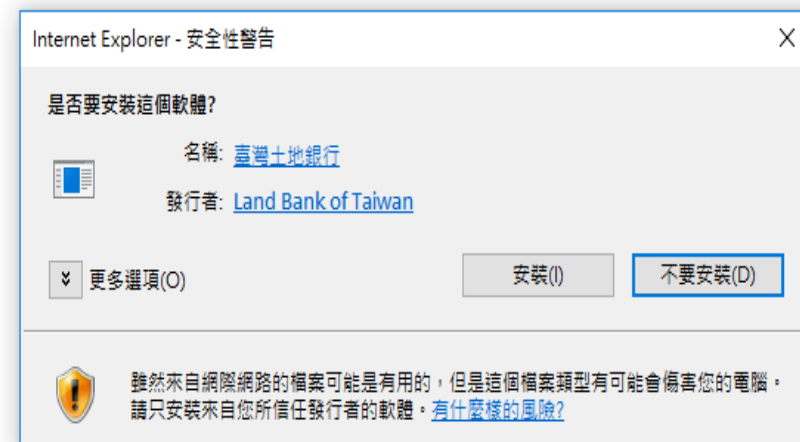 Internet Explorer - 安全性警告
是否要安裝這個軟體?
名稱: 臺灣土地銀行
發行者: Land Bank of Taiwan
更多選項(O)
安裝(I)
不要安裝(D)
雖然來自網際網路的檔案可能是有用的，但是這個檔案類型有可能會傷害您的電腦。
請只安裝來自您所信任發行者的軟體。有什麼樣的風險?